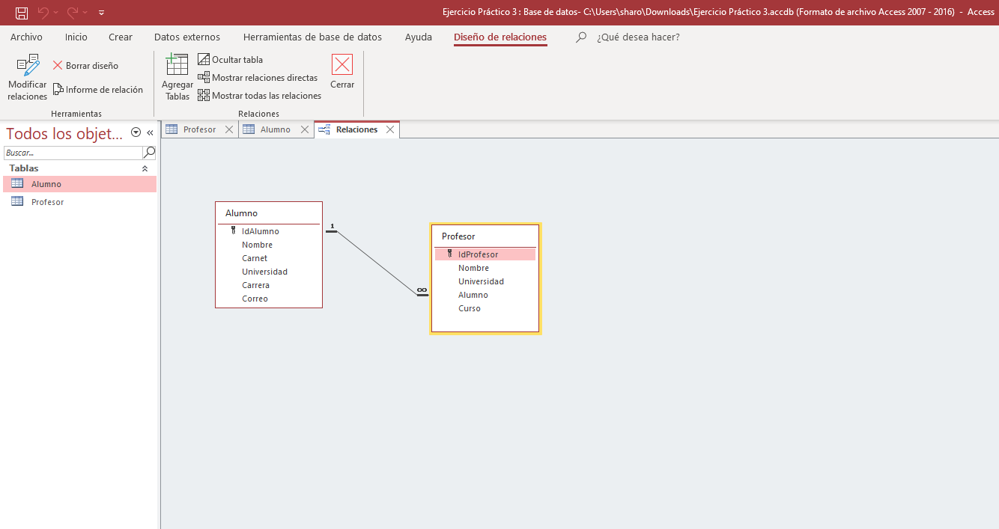 Ejercicio Práctico 3 : Base de datos- C:\Users\sharo\Downloads\Ejercicio Práctico 3.accdb (Formato de archivo Access 2007 - 2016) - Access
Archivo Inicio Crear Datos externos Herramientas de base de datos Ayuda Diseño de relaciones ¿Qué desea hacer?
Modificar relaciones
Borrar diseño
Informe de relación
Herramientas
Agregar Tablas
Ocultar tabla
Mostrar relaciones directas
Mostrar todas las relaciones
Cerrar
Relaciones
Todos los objet... «
Buscar...
Tablas
Alumno
Profesor
Profesor Alumno Relaciones
Alumno
IdAlumno
Nombre
Carnet
Universidad
Carrera
Correo
1
∞
Profesor
IdProfesor
Nombre
Universidad
Alumno
Curso